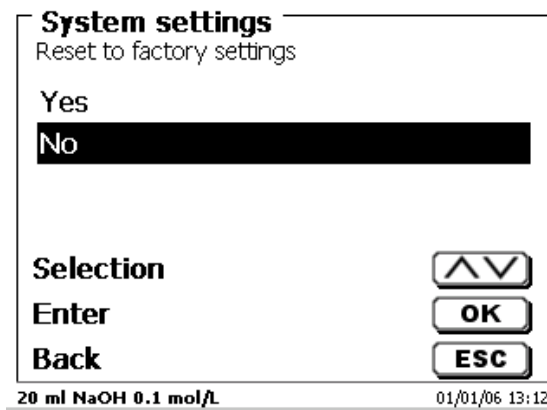 System settings
Reset to factory settings
Yes
No
Selection
Enter OK
Back ESC
20 ml NaOH 0.1 mol/L 01/01/06 13:12